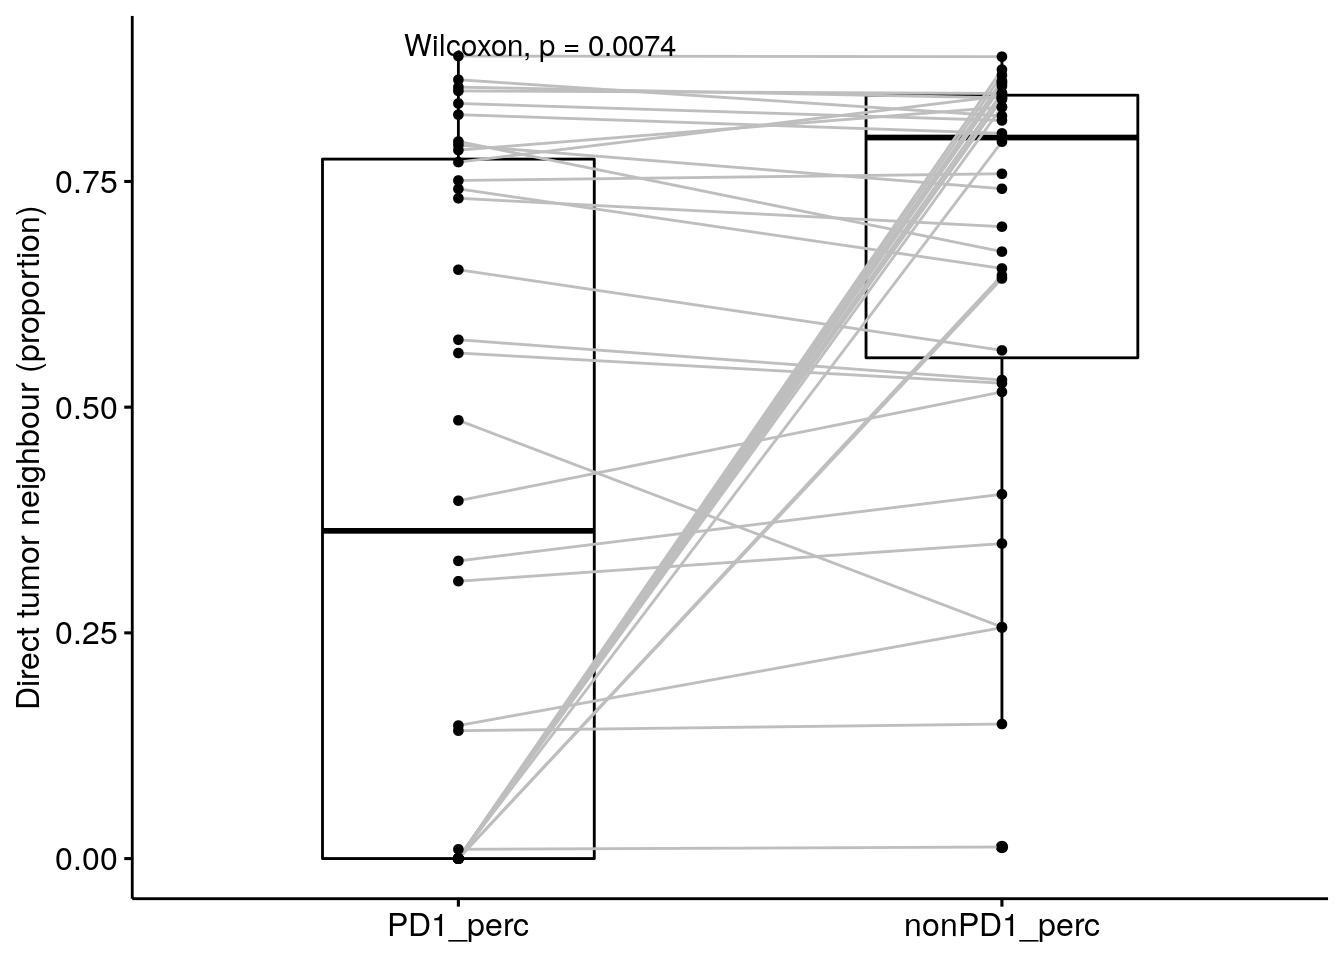 Wilcoxon, p = 0.0074
Direct tumor neighbour (proportion)
0.75
0.50
0.25
0.00
PD1_perc
nonPD1_perc